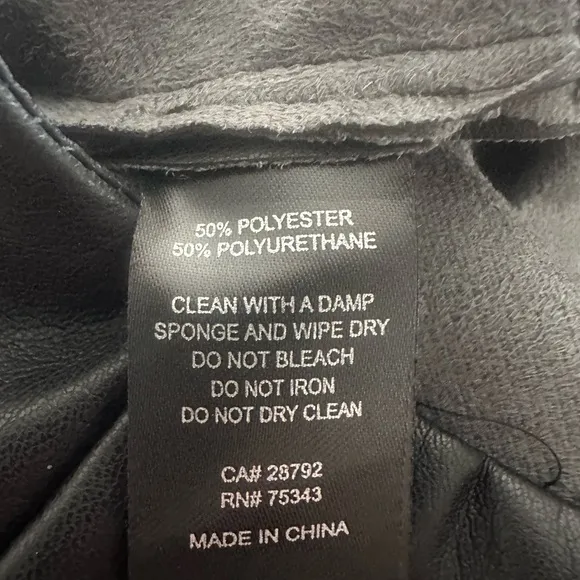 50% POLYESTER
50% POLYURETHANE
CLEAN WITH A DAMP
SPONGE AND WIPE DRY
DO NOT BLEACH
DO NOT IRON
DO NOT DRY CLEAN
CA# 28792
RN# 75343
MADE IN CHINA